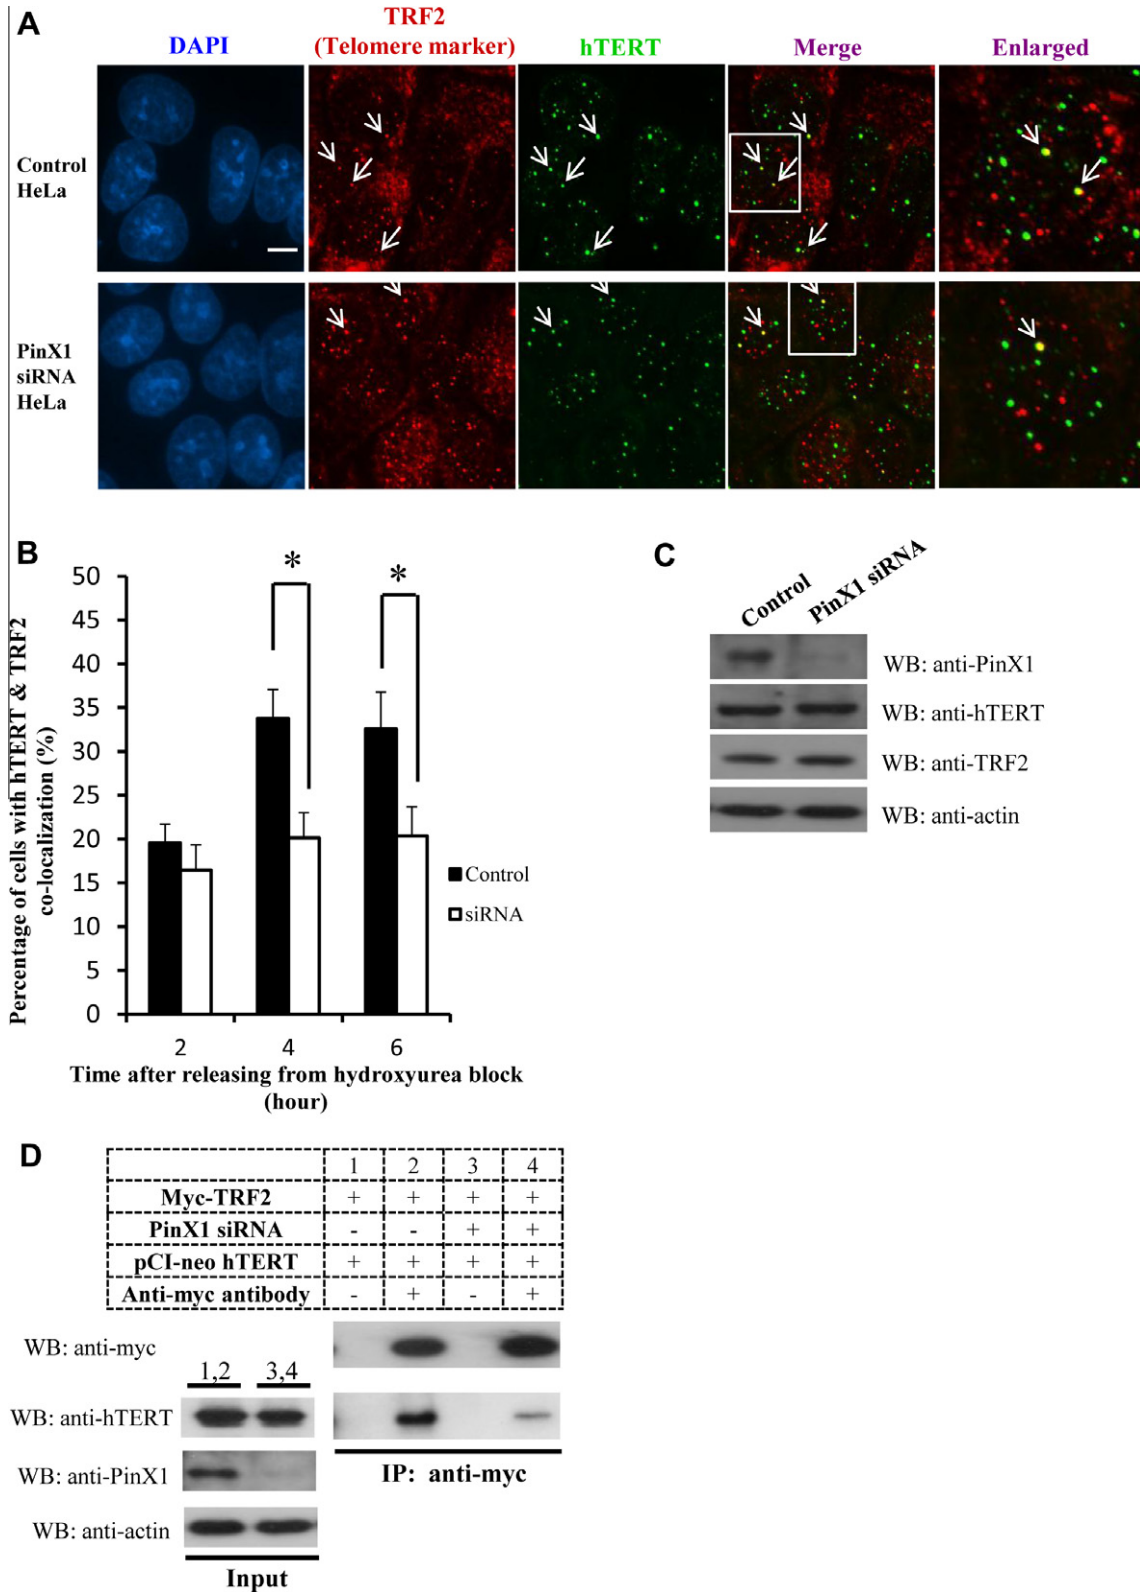 A
DAPI
TRF2
(Telomere marker)
hTERT
Merge
Enlarged
Control
HeLa
PinX1
siRNA
HeLa
B
Percentage of cells with hTERT & TRF2
co-localization (%)
50
45
40
35
30
25
20
15
10
5
0
*
*
Control
siRNA
2
4
6
Time after releasing from hydroxyurea block
(hour)
C
Control
PinX1 siRNA
WB: anti-PinX1
WB: anti-hTERT
WB: anti-TRF2
WB: anti-actin
D
1 2 3 4
Myc-TRF2 + + + +
PinX1 siRNA - - + +
pCI-neo hTERT + + + +
Anti-myc antibody - + - +
WB: anti-myc
1,2 3,4
WB: anti-hTERT
WB: anti-PinX1
WB: anti-actin
IP: anti-myc
Input